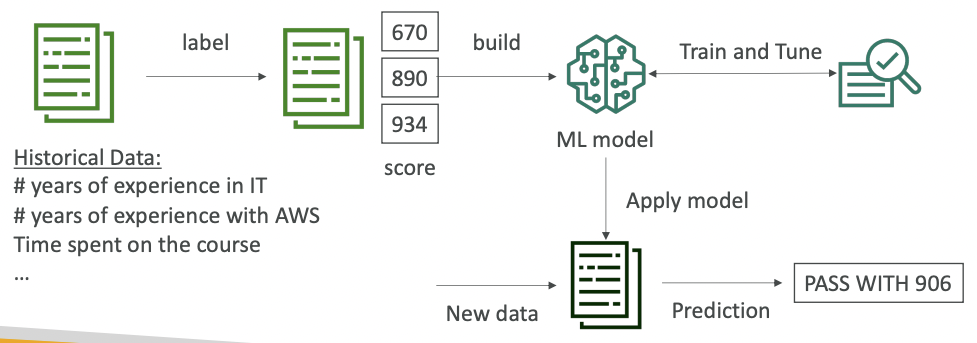 label
670
890
934
score
build
ML model
Train and Tune
Historical Data:
# years of experience in IT
# years of experience with AWS
Time spent on the course
...
Apply model
New data
Prediction
PASS WITH 906